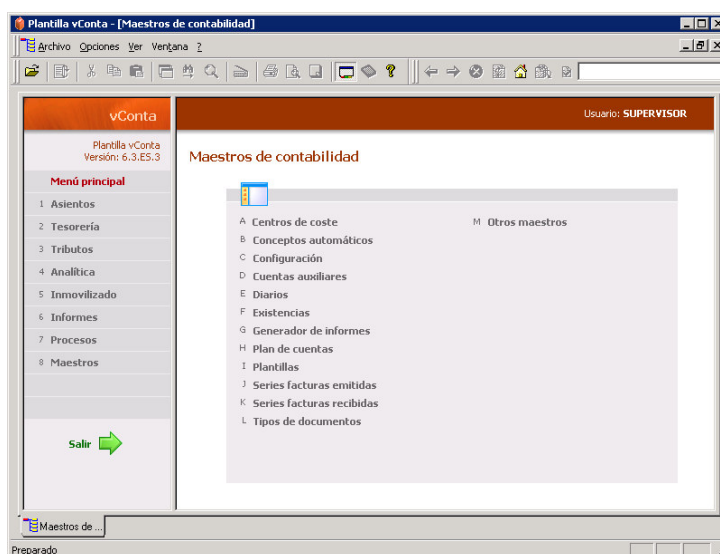 Plantilla vConta - [Maestros de contabilidad]
Archivo Opciones Ver Ventana ?
vConta
Usuario: SUPERVISOR
Plantilla vConta
Versión: 6.3.ES.3
Maestros de contabilidad
Menú principal
1 Asientos
2 Tesorería
3 Tributos
4 Analítica
5 Inmovilizado
6 Informes
7 Procesos
8 Maestros
Salir
A Centros de coste
B Conceptos automáticos
C Configuración
D Cuentas auxiliares
E Diarios
F Existencias
G Generador de informes
H Plan de cuentas
I Plantillas
J Series facturas emitidas
K Series facturas recibidas
L Tipos de documentos
M Otros maestros
Maestros de ...
Preparado